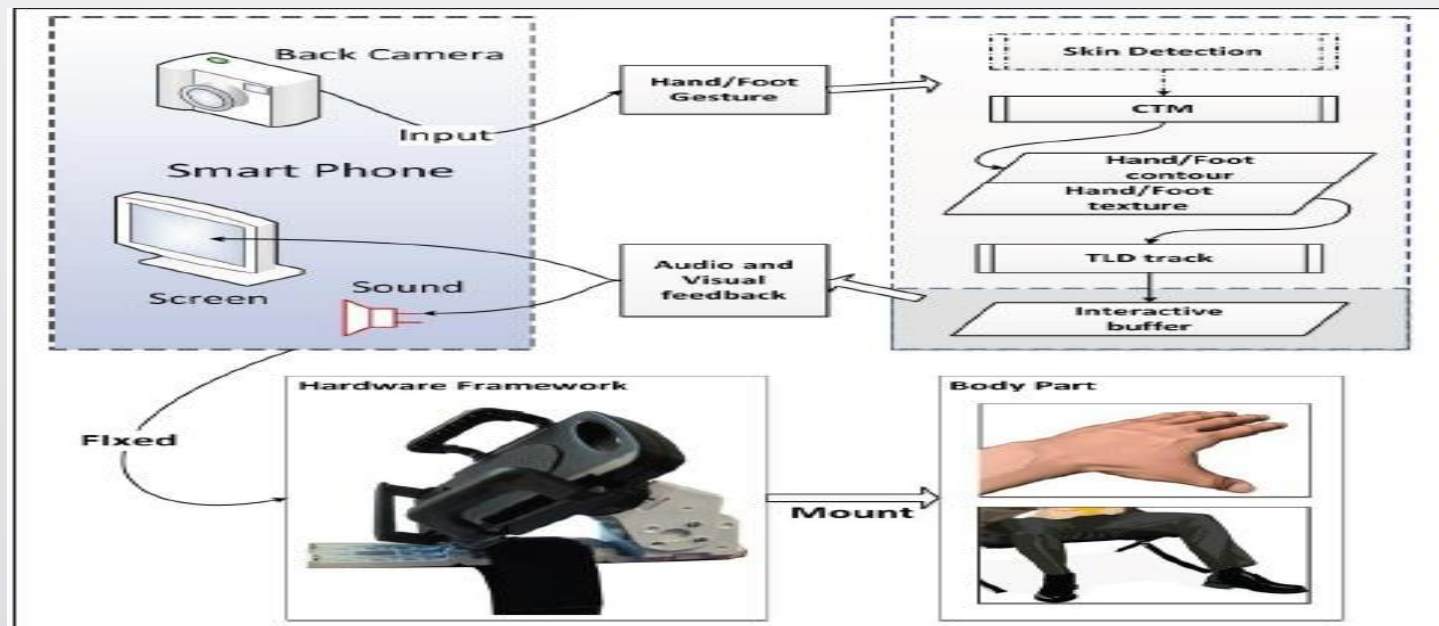 Back Camera
Input
Smart Phone
Screen
Sound
Hand/Foot
Gesture
Skin Detection
CTM
Hand/Foot
contour
Hand/Foot
texture
TLD track
Interactive
buffer
Audio and
Visual
feedback
Fixed
Hardware Framework
Mount
Body Part